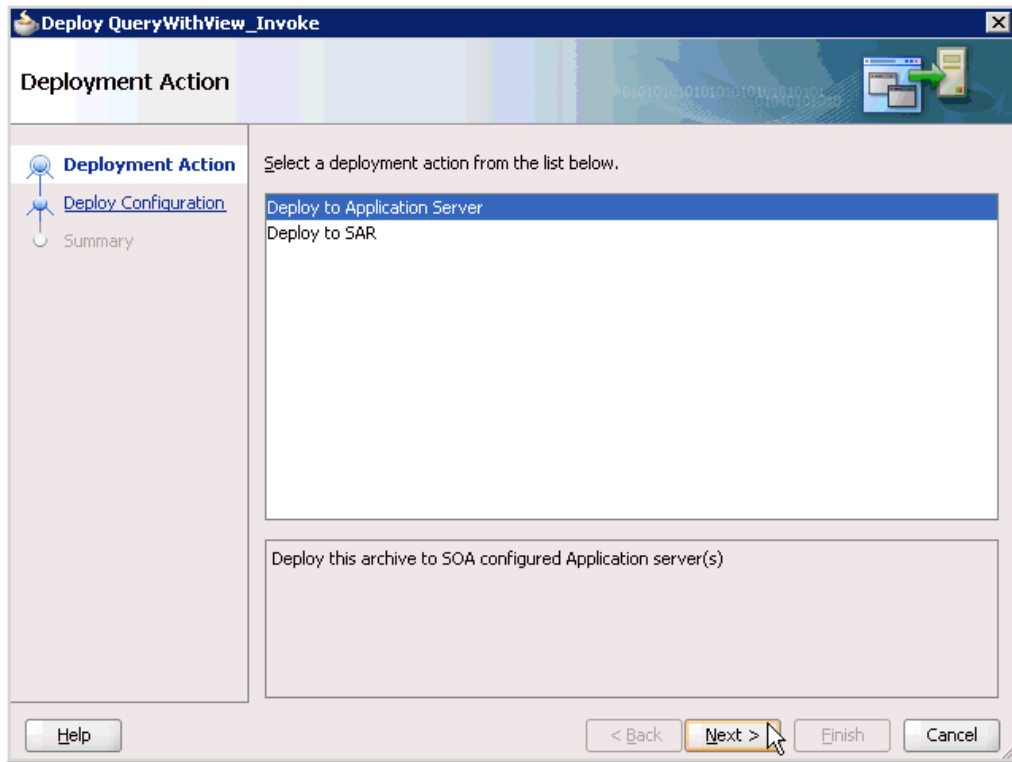 Deploy QueryWithView_Invoke
Deployment Action
Deployment Action
Deploy Configuration
Summary
Select a deployment action from the list below.
Deploy to Application Server
Deploy to SAR
Deploy this archive to SOA configured Application server(s)
Help
< Back
Next >
Finish
Cancel